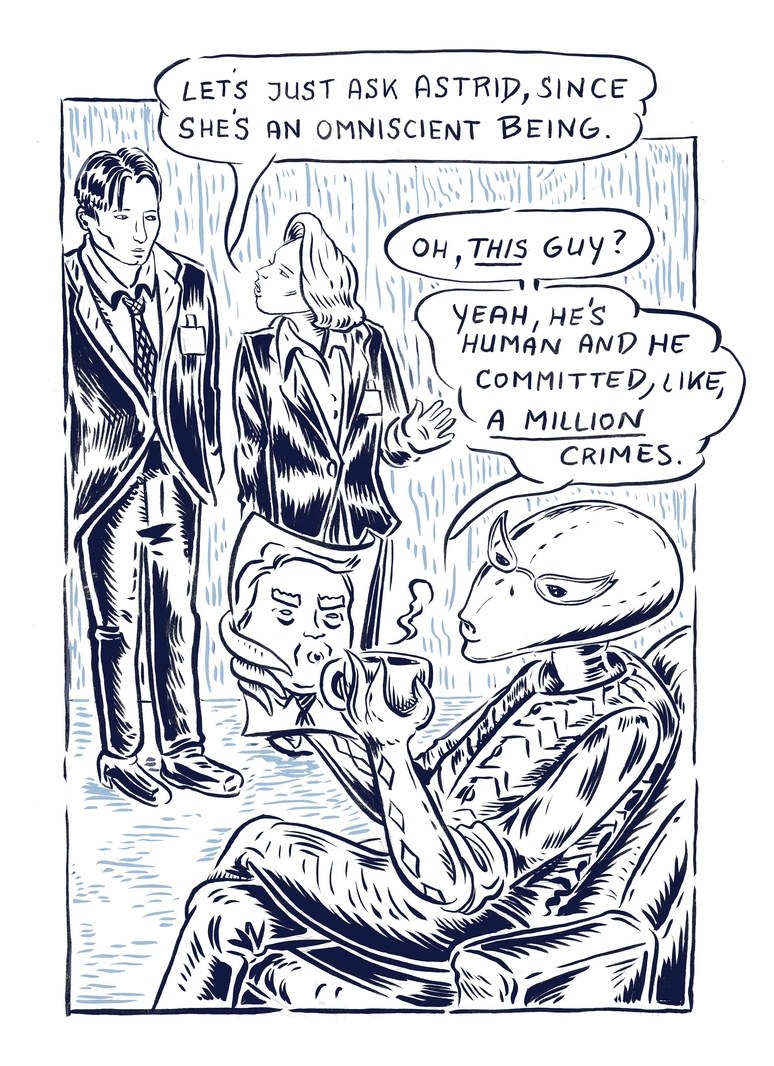 LET'S JUST ASK ASTRID, SINCE
SHE'S AN OMNISCIENT BEING.
OH, THIS GUY?
YEAH, HE'S
HUMAN AND HE
COMMITTED, LIKE,
A MILLION
CRIMES.